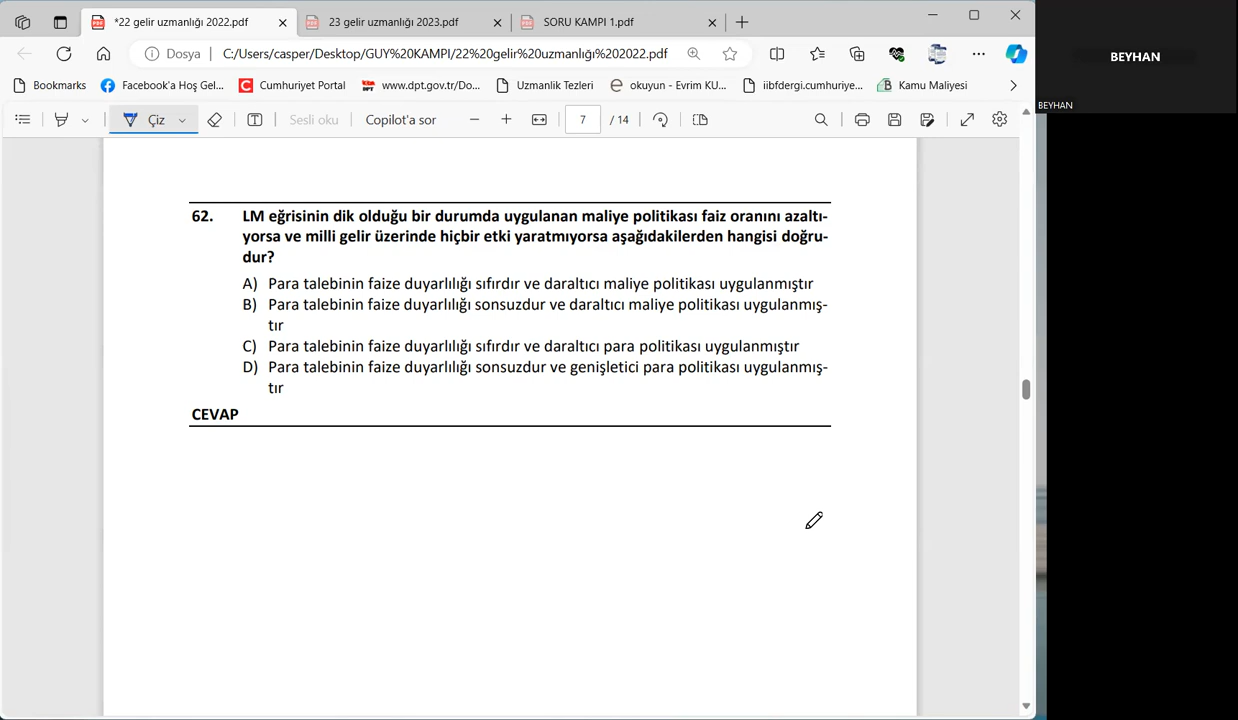 *22 gelir uzmanlığı 2022.pdf
23 gelir uzmanlığı 2023.pdf
SORU KAMPI 1.pdf
BEYHAN
Dosya
C:/Users/casper/Desktop/GUY%20KAMPI/22%20gelir%20uzmanlığı%202022.pdf
Bookmarks
Facebook'a Hoş Gel...
Cumhuriyet Portal
www.dpt.gov.tr/Do...
Uzmanlik Tezleri
okuyun - Evrim KU...
iibfdergi.cumhuriye...
Kamu Maliyesi
BEYHAN
Çiz
Sesli oku
Copilot'a sor
7
/ 14
62. LM eğrisinin dik olduğu bir durumda uygulanan maliye politikası faiz oranını azaltı-
yorsa ve milli gelir üzerinde hiçbir etki yaratmıyorsa aşağıdakilerden hangisi doğru-
dur?
A) Para talebinin faize duyarlılığı sıfırdır ve daraltıcı maliye politikası uygulanmıştır
B) Para talebinin faize duyarlılığı sonsuzdur ve daraltıcı maliye politikası uygulanmış-
tır
C) Para talebinin faize duyarlılığı sıfırdır ve daraltıcı para politikası uygulanmıştır
D) Para talebinin faize duyarlılığı sonsuzdur ve genişletici para politikası uygulanmış-
tır
CEVAP